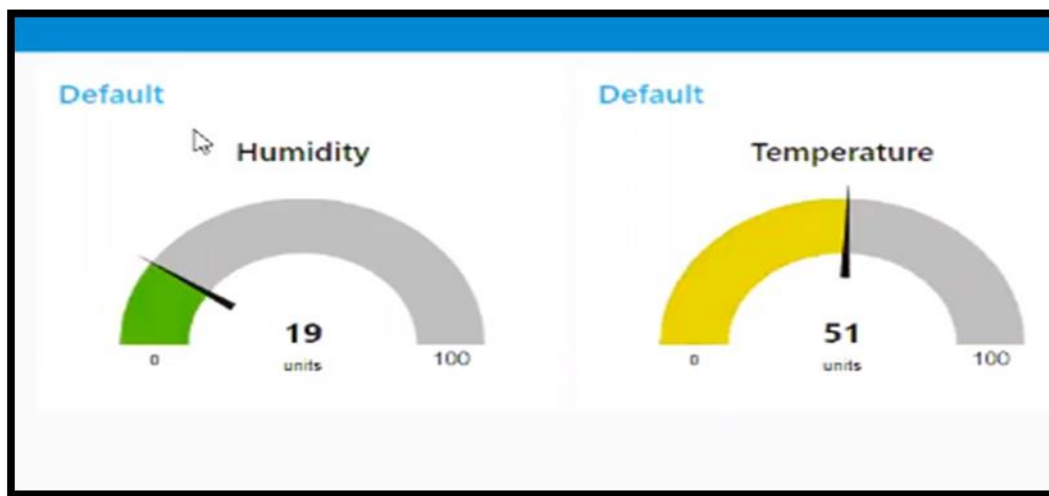 Default
Humidity
19
units
0
100
Default
Temperature
51
units
0
100